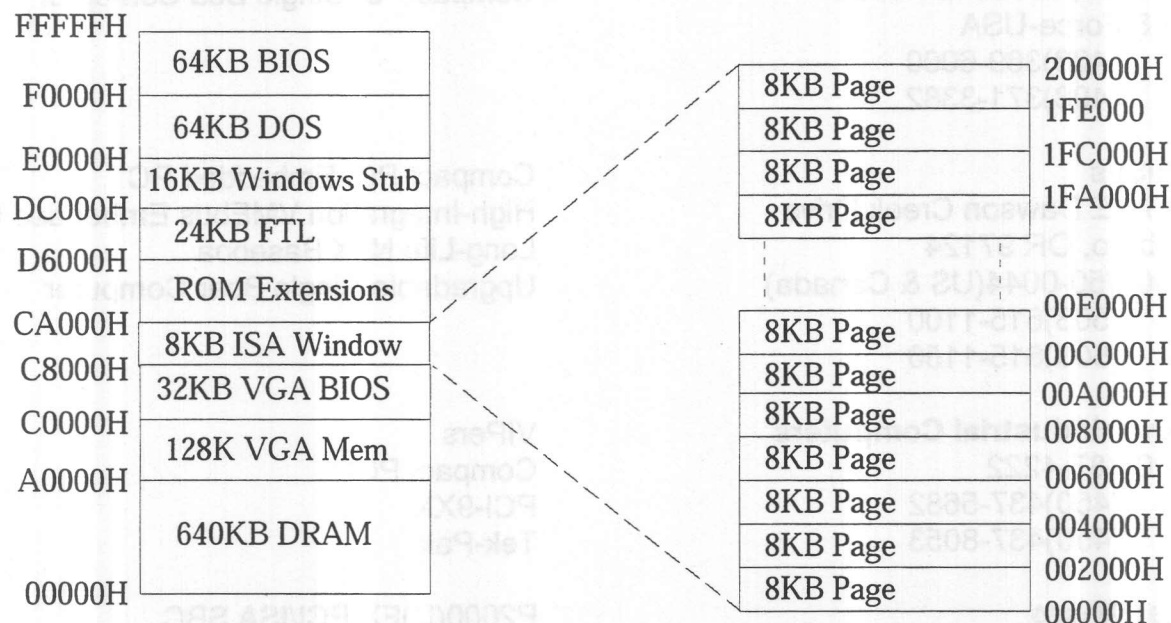 FFFFFH
64KB BIOS
F0000H
64KB DOS
E0000H
16KB Windows Stub
DC000H
24KB FTL
D6000H
ROM Extensions
CA000H
8KB ISA Window
C8000H
32KB VGA BIOS
C0000H
128K VGA Mem
A0000H
640KB DRAM
00000H
200000H
8KB Page
1FE000
8KB Page
1FC000H
8KB Page
1FA000H
8KB Page
00E000H
8KB Page
00C000H
8KB Page
00A000H
8KB Page
008000H
8KB Page
006000H
8KB Page
004000H
8KB Page
002000H
8KB Page
00000H